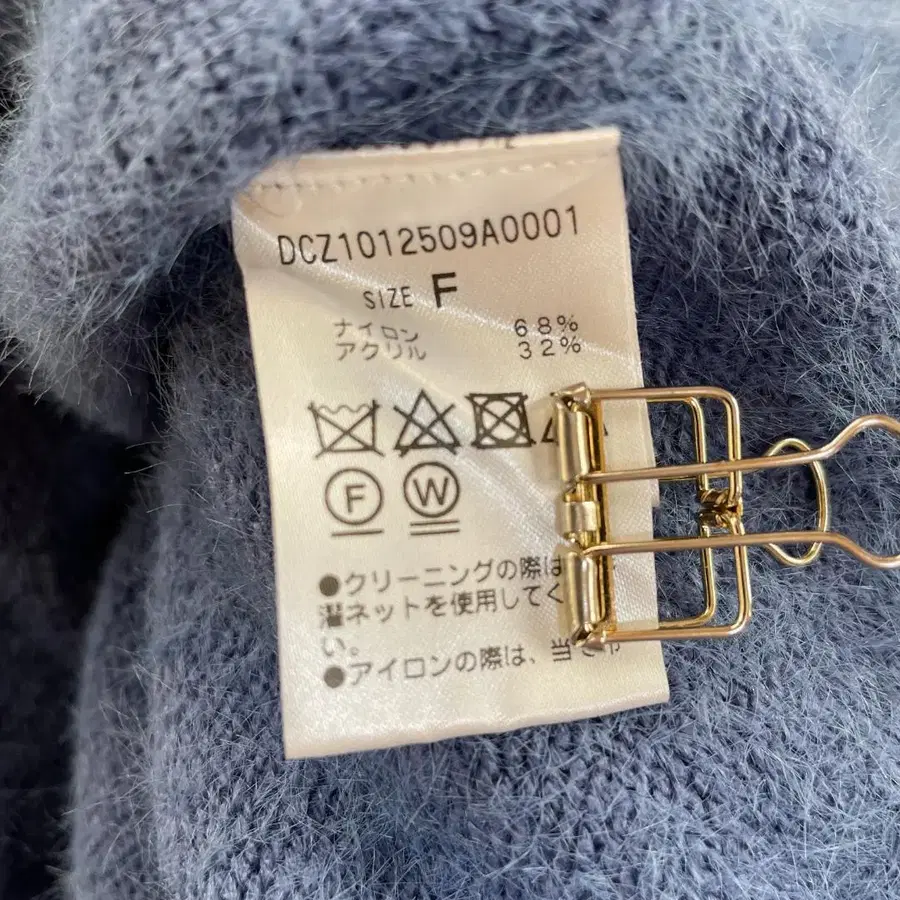 DCZ1012509A0001
SIZE F
ナイロン 68%
アクリル 32%
F W
●クリーニングの際は
濯ネットを使用してく
い。
●アイロンの際は、当